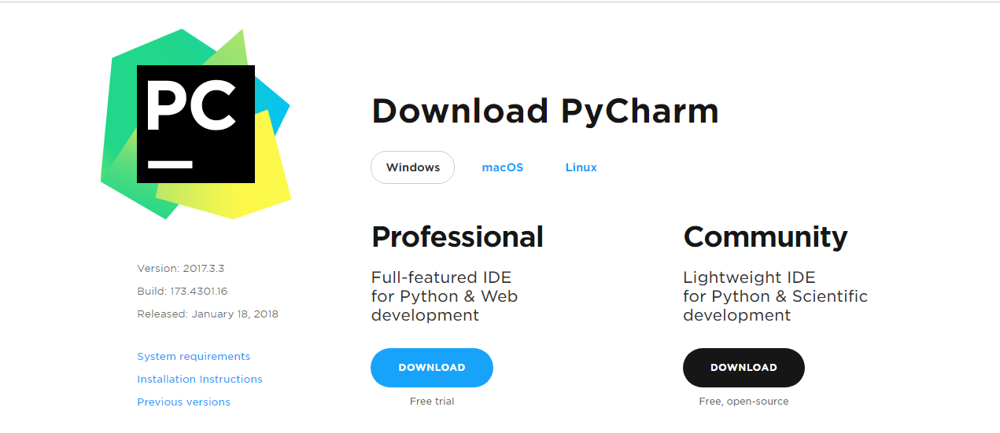 PC
Download PyCharm
Windows
macOS
Linux
Version: 2017.3.3
Build: 173.4301.16
Released: January 18, 2018
System requirements
Installation Instructions
Previous versions
Professional
Full-featured IDE
for Python & Web
development
DOWNLOAD
Free trial
Community
Lightweight IDE
for Python & Scientific
development
DOWNLOAD
Free, open-source